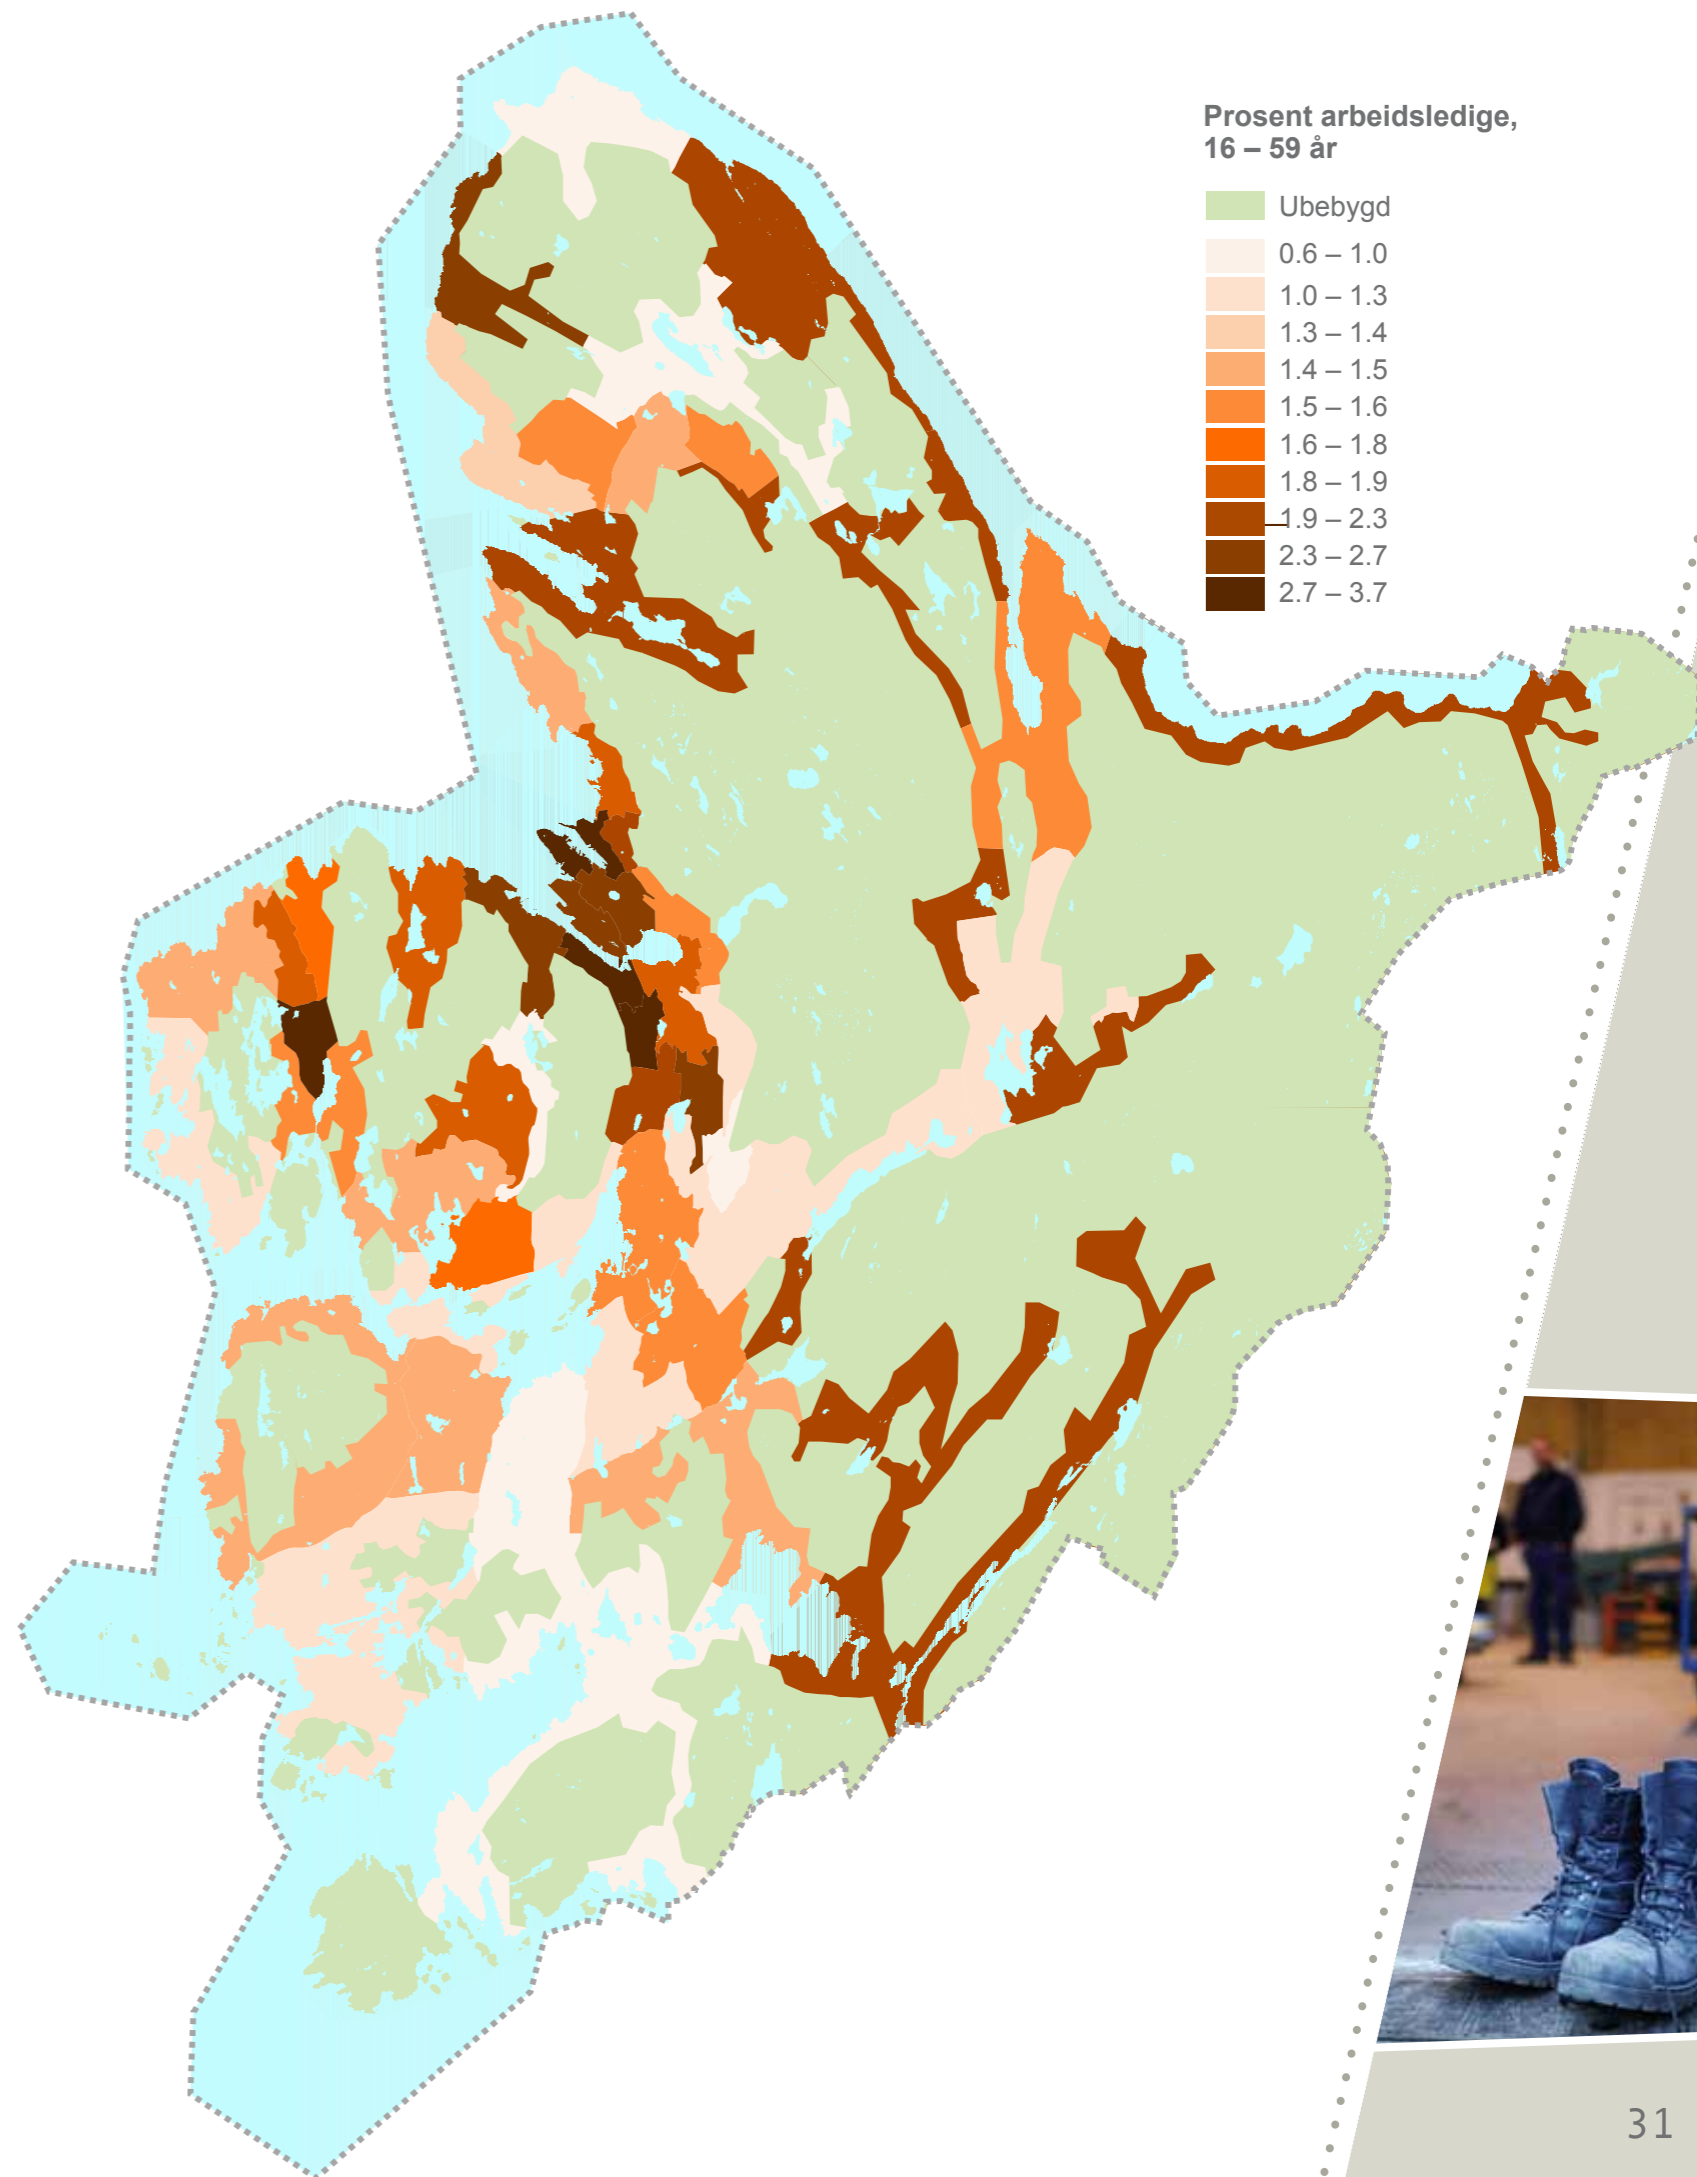 Prosent arbeidsledige,
16 – 59 år
Ubebygd
0.6 – 1.0
1.0 – 1.3
1.3 – 1.4
1.4 – 1.5
1.5 – 1.6
1.6 – 1.8
1.8 – 1.9
1.9 – 2.3
2.3 – 2.7
2.7 – 3.7
31